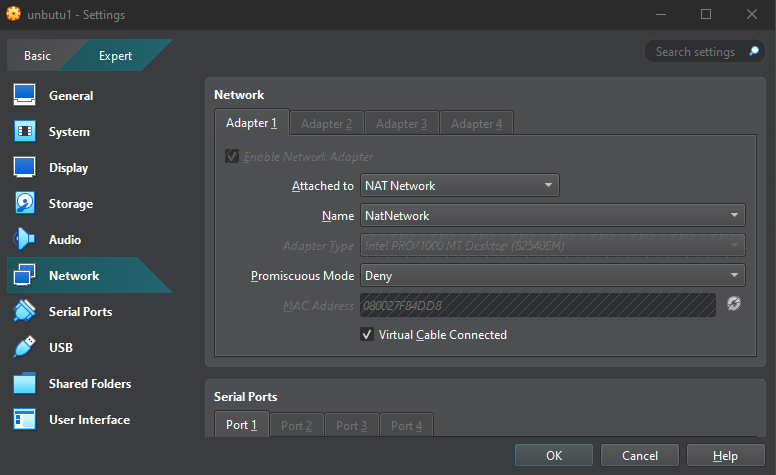 unbutu1 - Settings
Basic Expert Search settings
General
System
Display
Storage
Audio
Network
Serial Ports
USB
Shared Folders
User Interface
Network
Adapter 1 Adapter 2 Adapter 3 Adapter 4
Enable Network Adapter
Attached to NAT Network
Name NatNetwork
Adapter Type Intel PRO/1000 MT Desktop (82540EM)
Promiscuous Mode Deny
MAC Address 080027F84DD8
Virtual Cable Connected
Serial Ports
Port 1 Port 2 Port 3 Port 4
OK Cancel Help